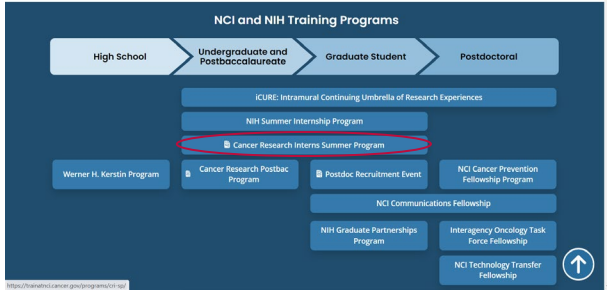 NCI and NIH Training Programs
High School
Undergraduate and
Postbaccalaureate
Graduate Student
Postdoctoral
iCURE: Intramural Continuing Umbrella of Research Experiences
NIH Summer Internship Program
Cancer Research Interns Summer Program
Werner H. Kerstin Program
Cancer Research Postbac
Program
Postdoc Recruitment Event
NCI Cancer Prevention
Fellowship Program
NCI Communications Fellowship
NIH Graduate Partnerships
Program
Interagency Oncology Task
Force Fellowship
NCI Technology Transfer
Fellowship
https://trainatnci.cancer.gov/programs/cri-sp/